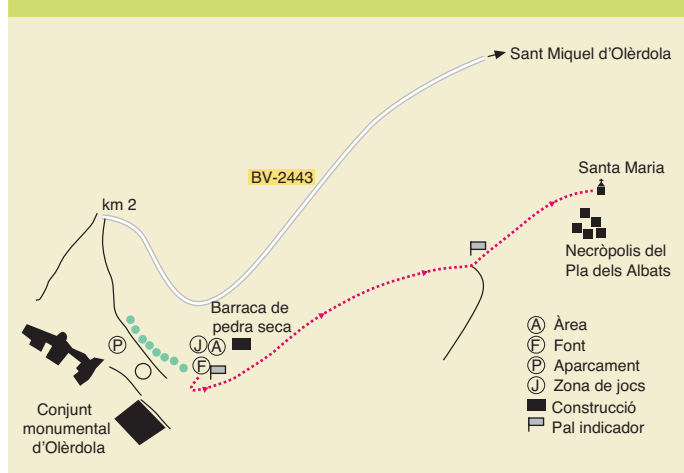 Sant Miquel d'Olèrdola
BV-2443
Santa Maria
km 2
Necròpolis del
Pla dels Albats
Barraca de
pedra seca
P
J A
F
Conjunt
monumental
d'Olèrdola
A Àrea
F Font
P Aparcament
J Zona de jocs
Construcció
Pal indicador